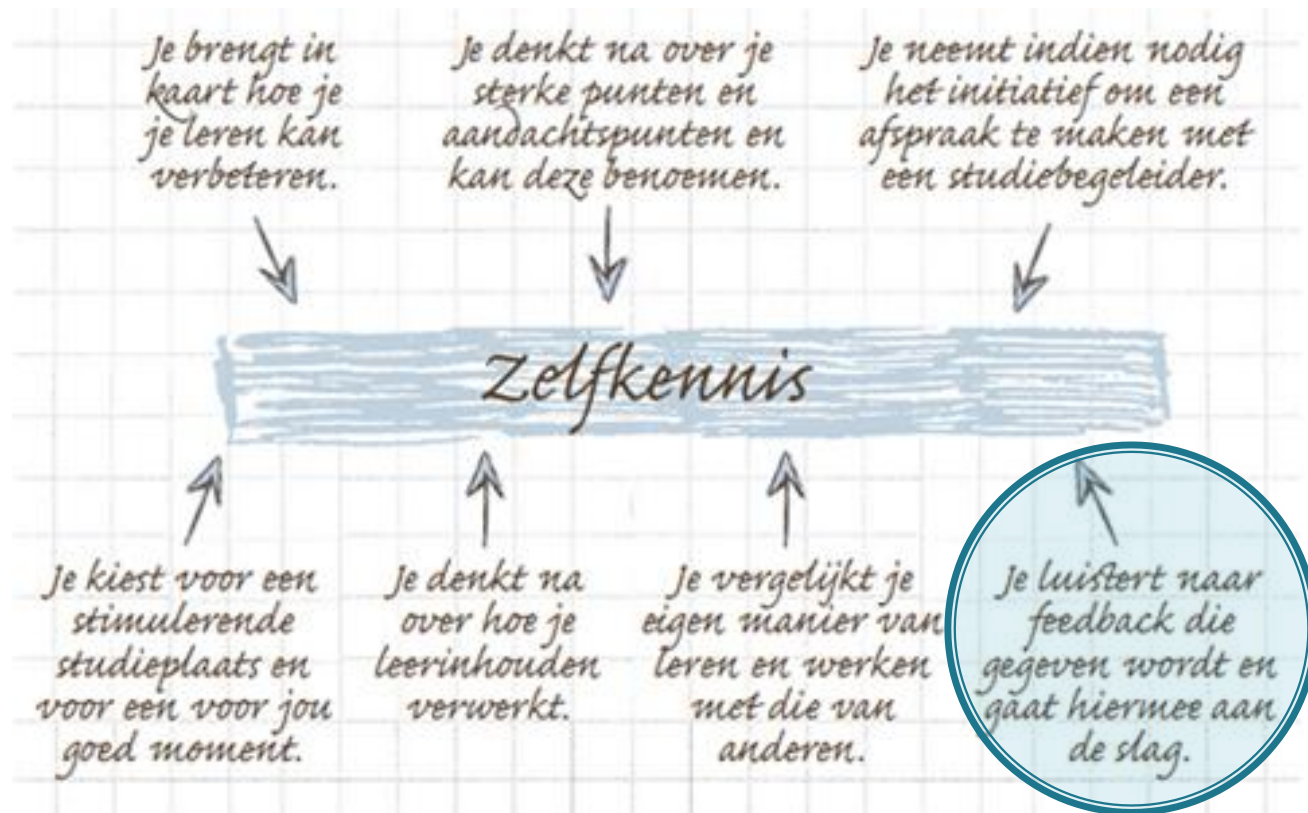 Je brengt in
kaart hoe je
je leren kan
verbeteren.
Je denkt na over je
sterke punten en
aandachtspunten en
kan deze benoemen.
Je neemt indien nodig
het initiatief om een
afspraak te maken met
een studiebegeleider.
Zelfkennis
Je kiest voor een
stimulerende
studieplaats en
voor een voor jou
goed moment.
Je denkt na
over hoe je
leerinhouden
verwerkt.
Je vergelijkt je
eigen manier van
leren en werken
met die van
anderen.
Je luistert naar
feedback die
gegeven wordt en
gaat hiermee aan
de slag.